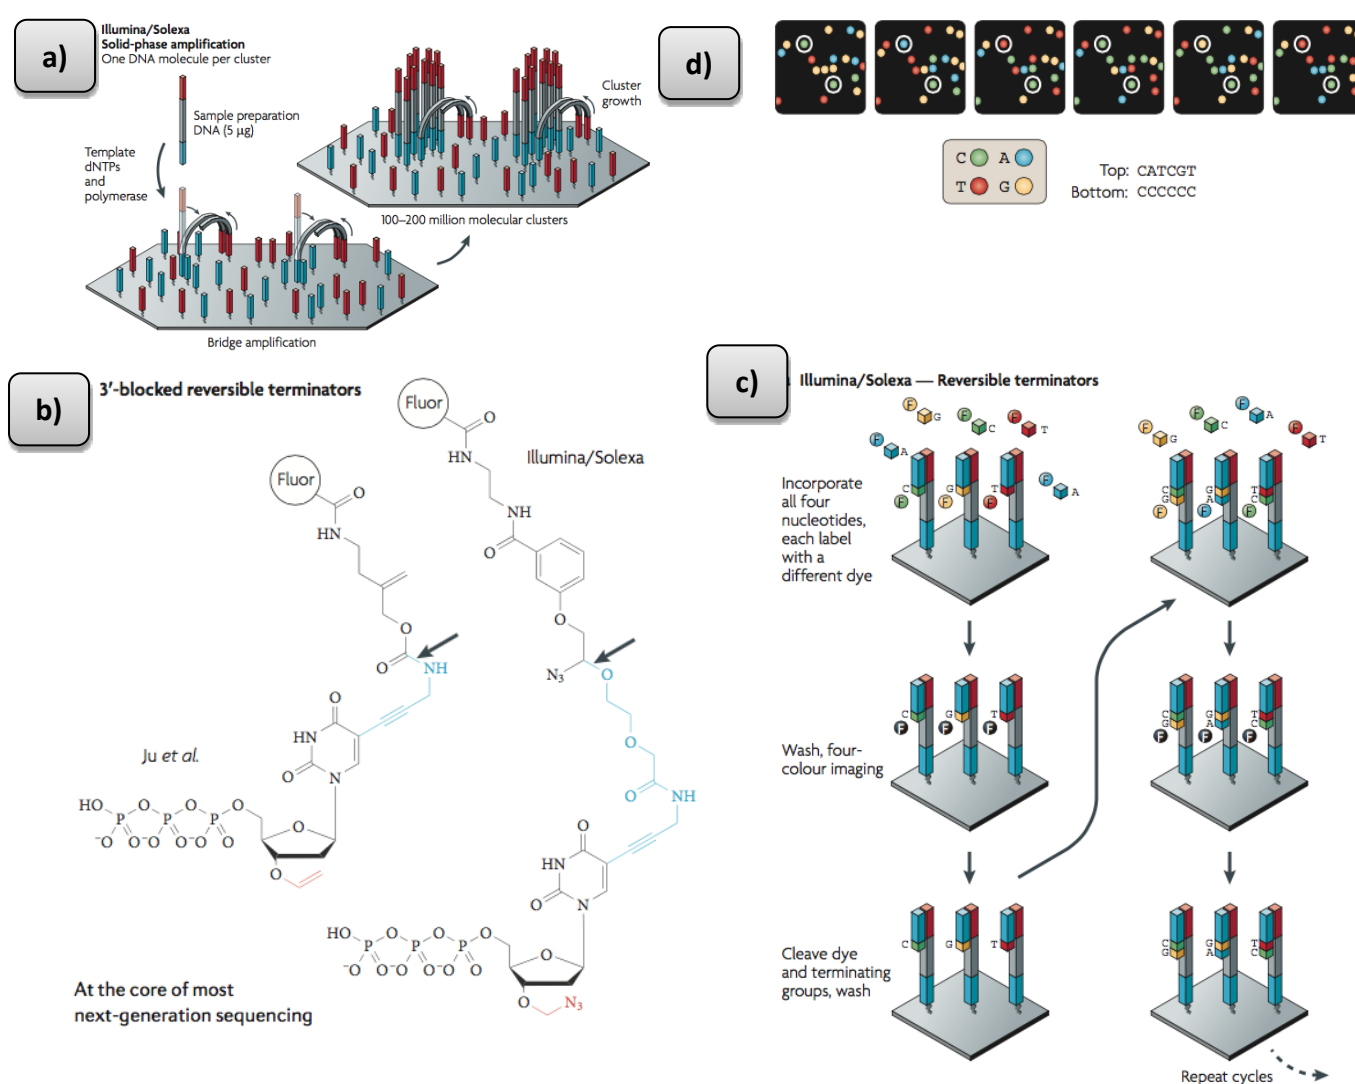 a)
Illumina/Solexa
Solid-phase amplification
One DNA molecule per cluster
Sample preparation
DNA (5 µg)
Template
dNTPs
and
polymerase
Cluster
growth
100–200 million molecular clusters
Bridge amplification
d)
C A
T G
Top: CATCGT
Bottom: CCCCCC
b)
3′-blocked reversible terminators
Fluor
O
HN
Illumina/Solexa
Fluor
O
HN
NH
O
O
O
O
NH
N₃
O
O
HN
O
N
Ju et al.
HO
P O P O P O
⁻O O ⁻O O ⁻O O
O
O
O
O
NH
O
HN
O
N
HO
P O P O P O
⁻O O ⁻O O ⁻O O
O
O
N₃
At the core of most
next-generation sequencing
c)
Illumina/Solexa — Reversible terminators
F G F C F T
F A
F A
C G T
F F F
Incorporate
all four
nucleotides,
each label
with a
different dye
F G F C F A F T
C G T
G A C
F F F
Wash, four-
colour imaging
C G T
F F F
C G T
G A C
F F F
Cleave dye
and terminating
groups, wash
C G T
C G T
G A C
Repeat cycles